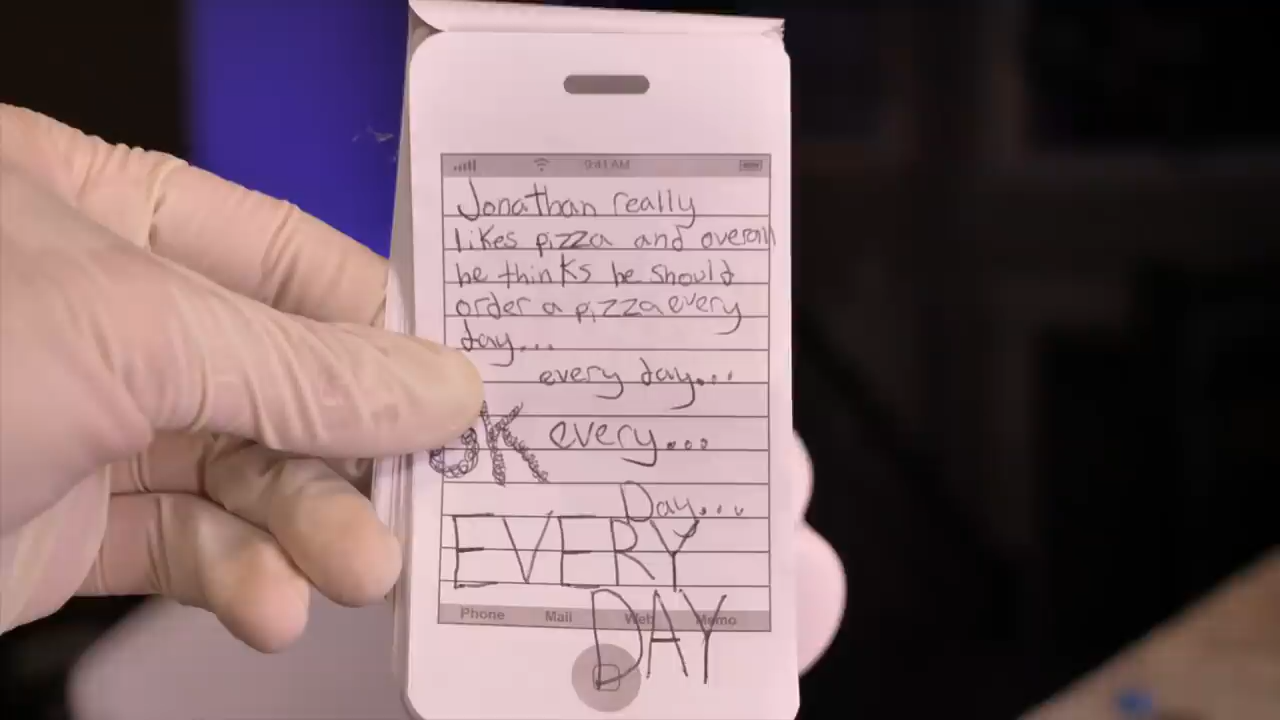 9:41 AM
Jonathan really
likes pizza and overall
he thinks he should
order a pizza every
day...
every day...
OK every...
Day...
EVERY
DAY
Phone Mail Web Memo